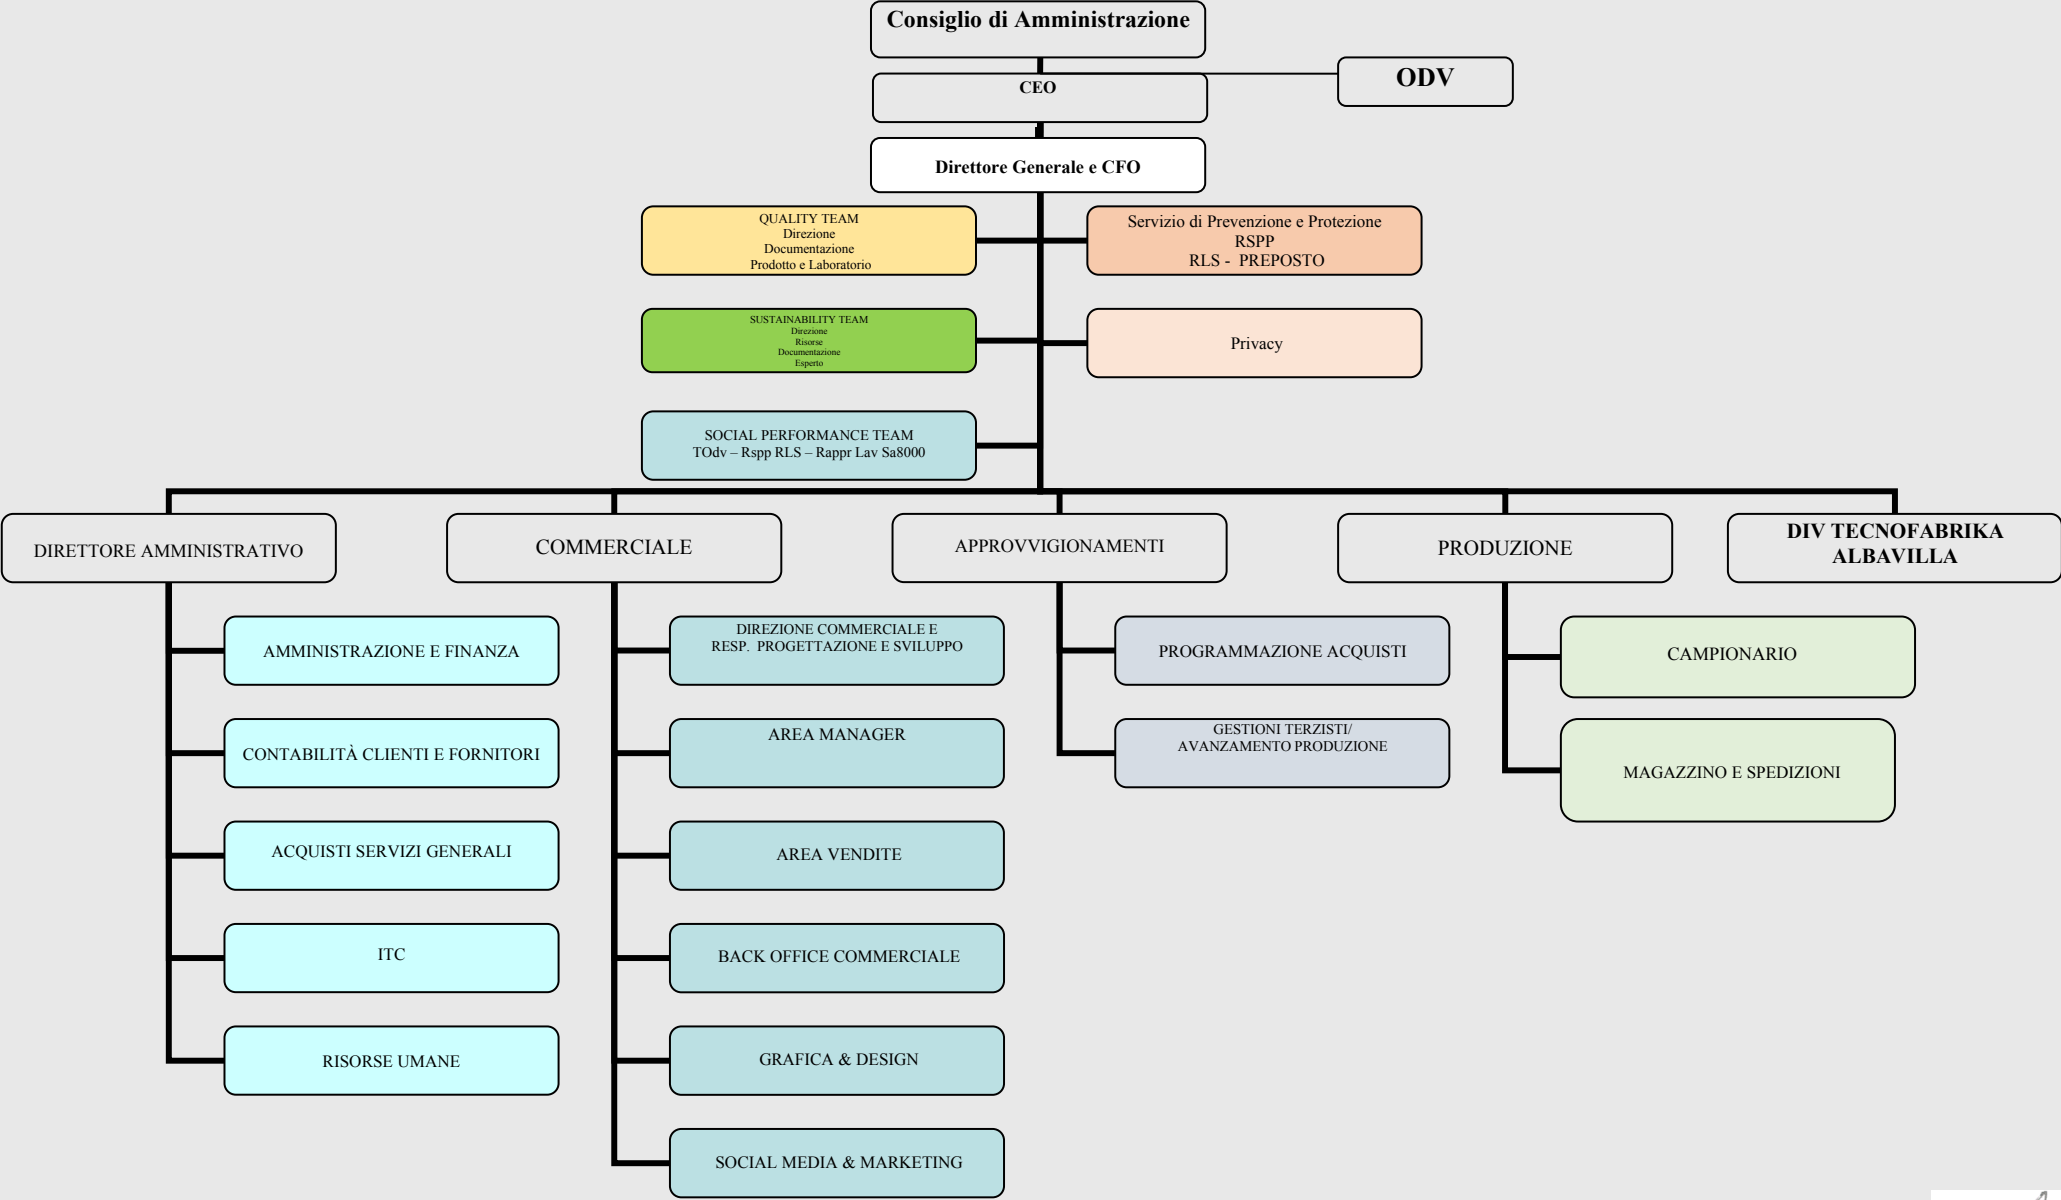 Consiglio di Amministrazione
ODV
CEO
Direttore Generale e CFO
QUALITY TEAM
Direzione
Documentazione
Prodotto e Laboratorio
Servizio di Prevenzione e Protezione
RSPP
RLS - PREPOSTO
SUSTAINABILITY TEAM
Direzione
Risorse
Documentazione
Esperto
Privacy
SOCIAL PERFORMANCE TEAM
TOdv – Rspp RLS – Rappr Lav Sa8000
DIRETTORE AMMINISTRATIVO
COMMERCIALE
APPROVVIGIONAMENTI
PRODUZIONE
DIV TECNOFABRIKA
ALBAVILLA
AMMINISTRAZIONE E FINANZA
CONTABILITÀ CLIENTI E FORNITORI
ACQUISTI SERVIZI GENERALI
ITC
RISORSE UMANE
DIREZIONE COMMERCIALE E
RESP. PROGETTAZIONE E SVILUPPO
AREA MANAGER
AREA VENDITE
BACK OFFICE COMMERCIALE
GRAFICA & DESIGN
SOCIAL MEDIA & MARKETING
PROGRAMMAZIONE ACQUISTI
GESTIONI TERZISTI/
AVANZAMENTO PRODUZIONE
CAMPIONARIO
MAGAZZINO E SPEDIZIONI